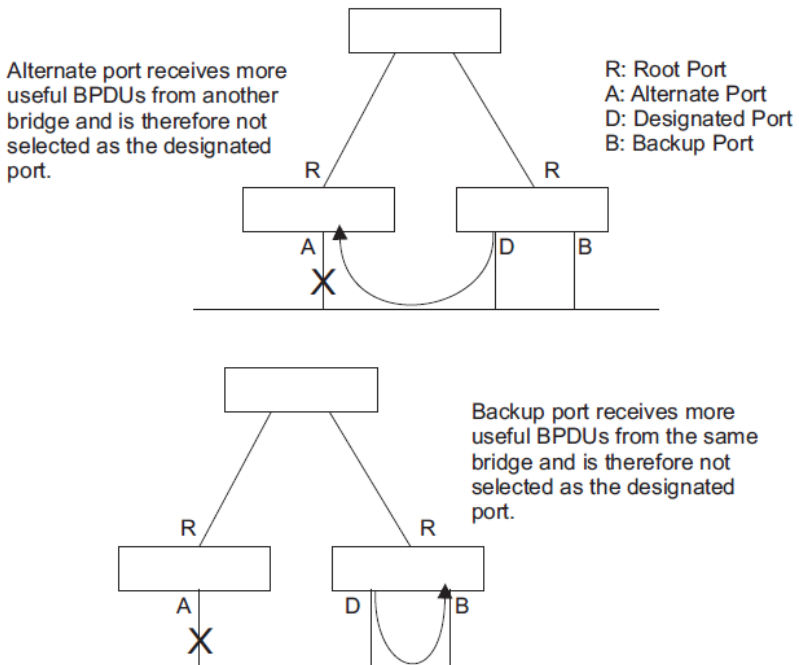 Alternate port receives more
useful BPDUs from another
bridge and is therefore not
selected as the designated
port.
R: Root Port
A: Alternate Port
D: Designated Port
B: Backup Port
R
R
A
D
B
X
Backup port receives more
useful BPDUs from the same
bridge and is therefore not
selected as the designated
port.
R
R
A
D
B
X